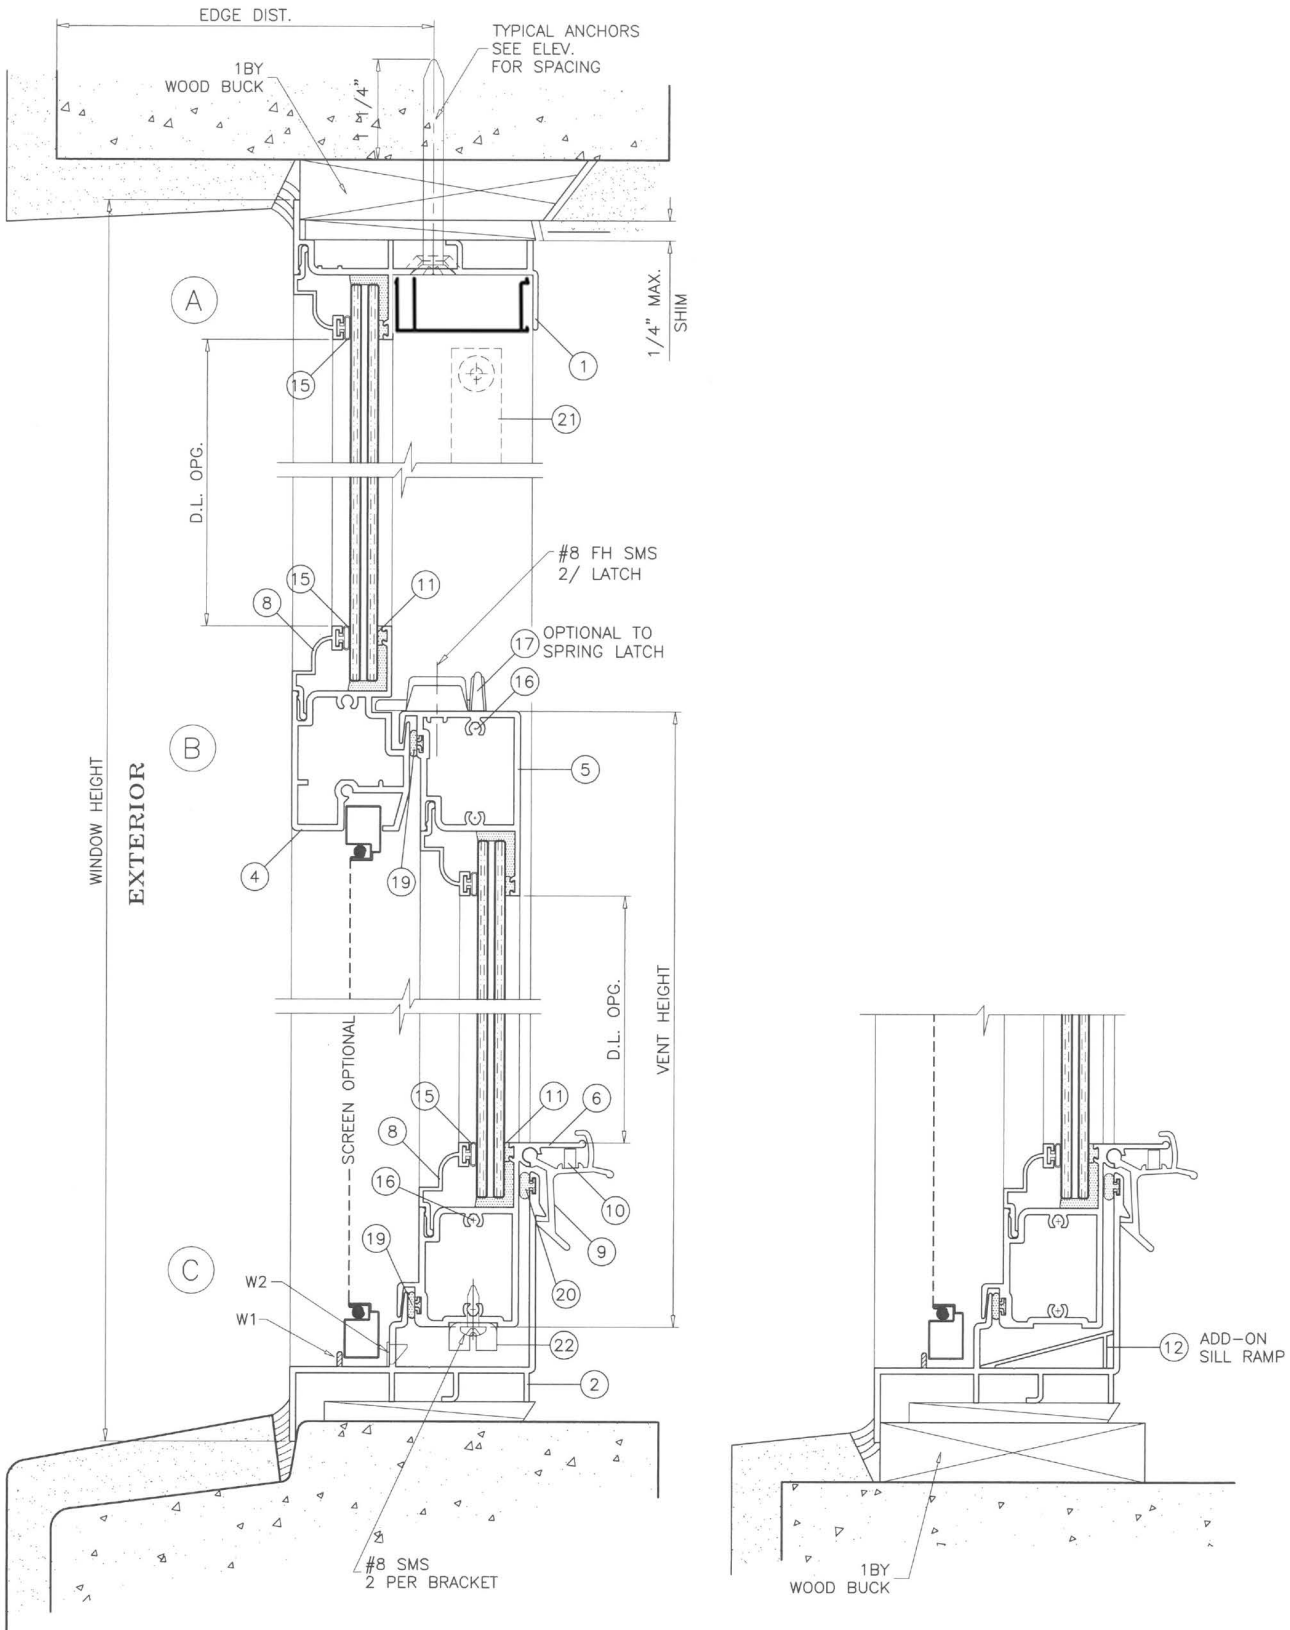 EDGE DIST.
TYPICAL ANCHORS
SEE ELEV.
FOR SPACING
1BY
WOOD BUCK
1 1/4"
A
1/4" MAX.
SHIM
1
15
21
D.L. OPG.
#8 FH SMS
2/ LATCH
15
11
8
17
OPTIONAL TO
SPRING LATCH
16
B
5
WINDOW HEIGHT
EXTERIOR
4
19
D.L. OPG.
VENT HEIGHT
SCREEN OPTIONAL
15
11
6
8
16
10
9
19
20
C
W2
W1
22
2
12
ADD-ON
SILL RAMP
#8 SMS
2 PER BRACKET
1BY
WOOD BUCK